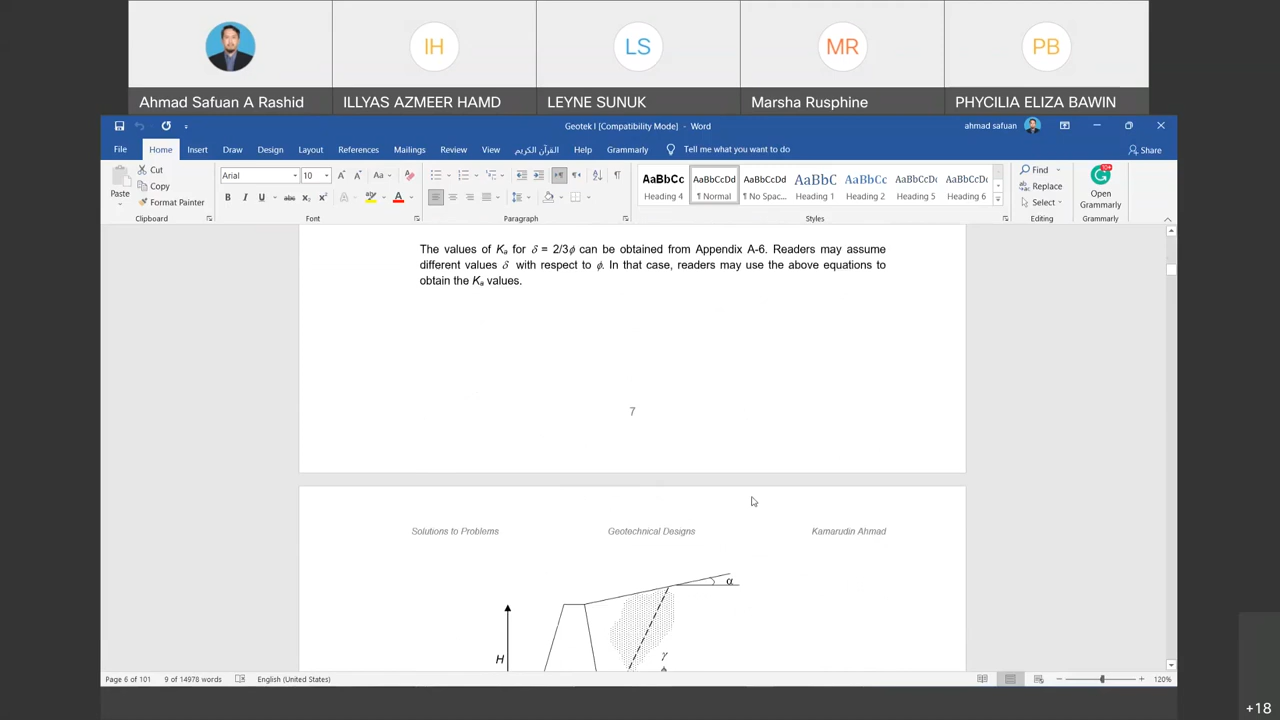 IH
LS
MR
PB
Ahmad Safuan A Rashid
ILLYAS AZMEER HAMD
LEYNE SUNUK
Marsha Rusphine
PHYCILIA ELIZA BAWIN
Geotek I [Compatibility Mode] - Word
ahmad safuan
File Home Insert Draw Design Layout References Mailings Review View القرآن الكريم Help Grammarly Tell me what you want to do Share
Paste
Cut
Copy
Format Painter
Clipboard
Arial 10
B I U abc x₂ x²
Font
Paragraph
AaBbCc AaBbCcDd AaBbCcDd AaBbC AaBbCc AaBbCcD AaBbCcD
Heading 4 ¶ Normal ¶ No Spac... Heading 1 Heading 2 Heading 5 Heading 6
Styles
Find
Replace
Select
Editing
Open
Grammarly
Grammarly
The values of Ka for δ = 2/3ϕ can be obtained from Appendix A-6. Readers may assume
different values δ with respect to ϕ. In that case, readers may use the above equations to
obtain the Ka values.
7
Solutions to Problems Geotechnical Designs Kamarudin Ahmad
α
H
γ
Page 6 of 101 9 of 14978 words English (United States) 120%
+18